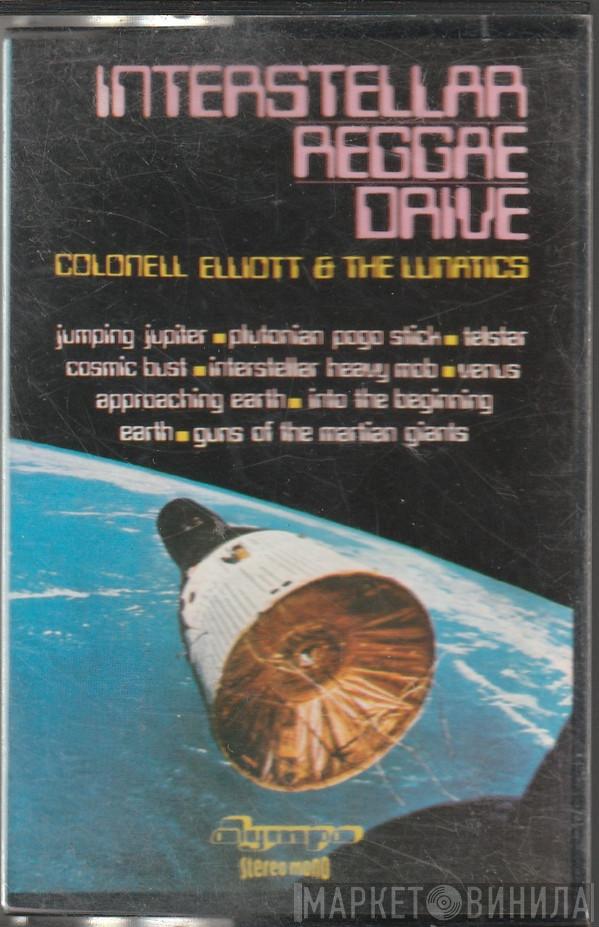 INTERSTELLAR
REGGAE
DRIVE
COLONELL ELLIOTT & THE LUNATICS
jumping jupiter ▪ plutonian pogo stick ▪ telstar
cosmic bust ▪ interstellar heavy mob ▪ venus
approaching earth ▪ into the beginning
earth ▪ guns of the martian giants
Olympo
Stereo mono
МАРКЕТ ВИНИЛА